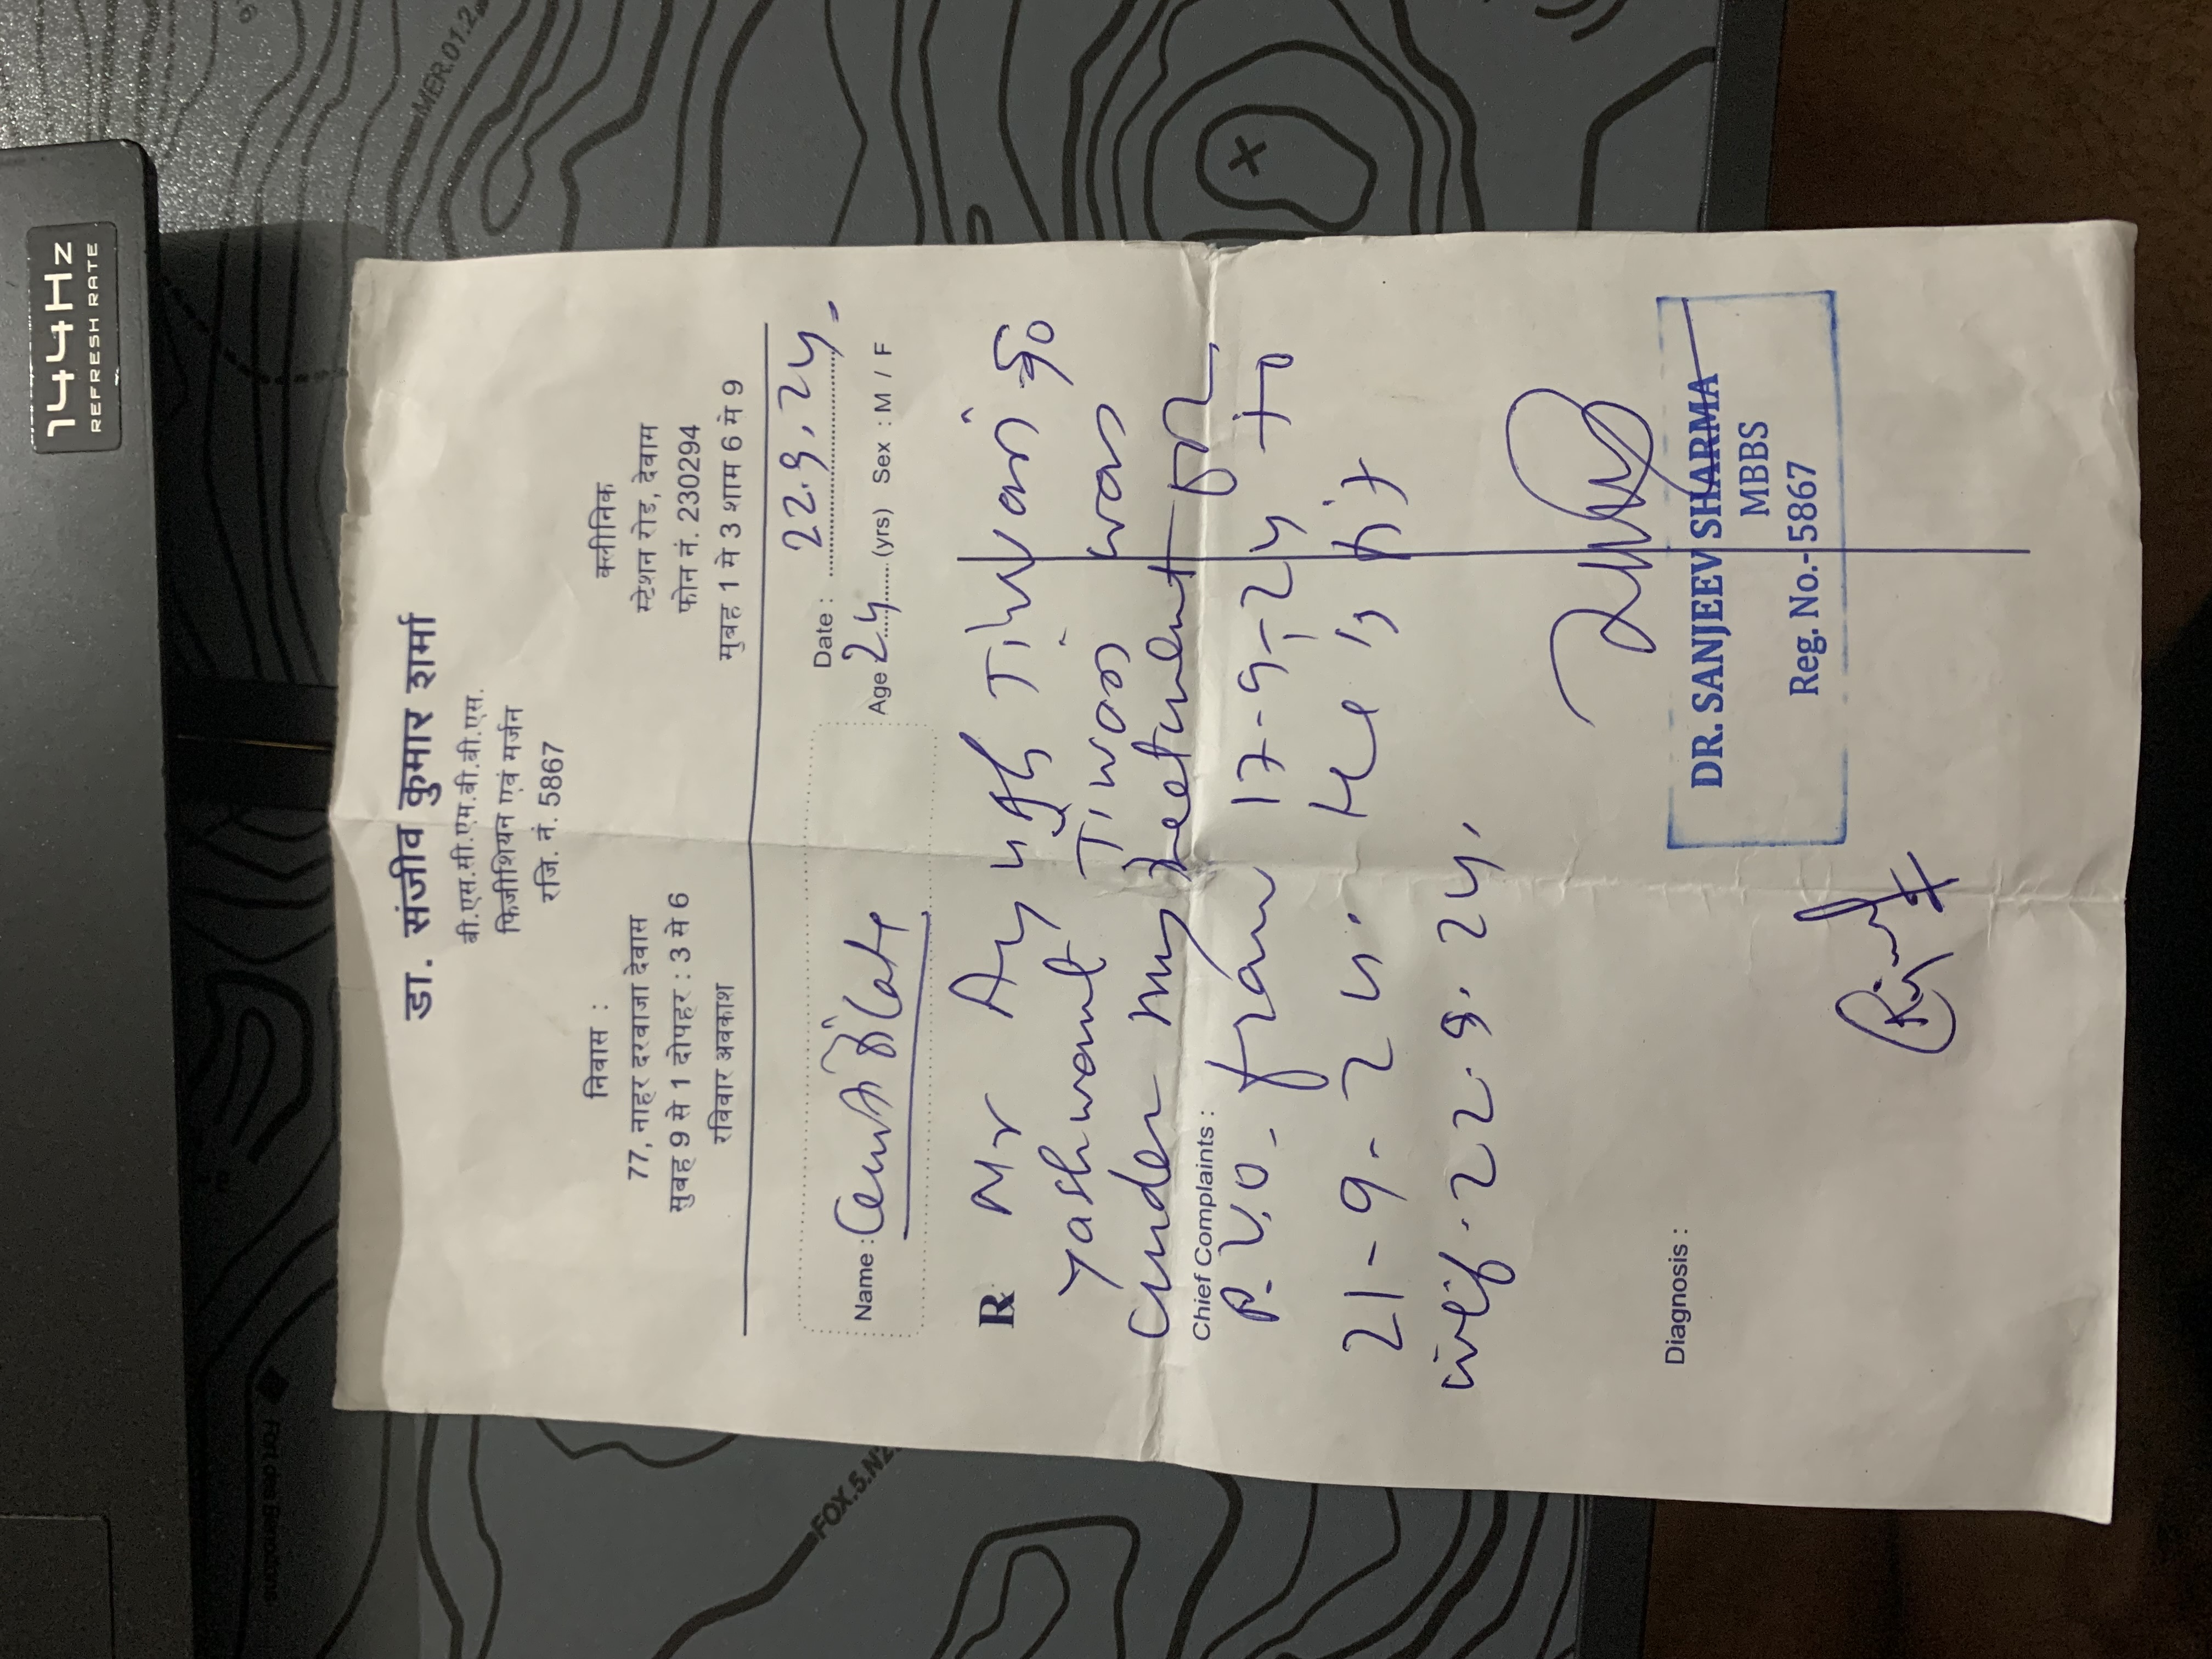 144Hz
REFRESH RATE
Fort des Benoitions
MER.01.2
FOX.5.N2
डा. संजीव कुमार शर्मा
बी.एस.सी.एम.बी.बी.एस.
फिजीशियन एवं सर्जन
रजि. नं. 5867
निवास :
77, नाहर दरवाजा देवास
सुबह 9 से 1 दोपहर : 3 से 6
रविवार अवकाश
क्लीनिक
स्टेशन रोड, देवास
फोन नं. 230294
सुबह 1 से 3 शाम 6 से 9
Date : 22.9.24.
Name : Certificate
Age 24 (yrs) Sex : M / F
R Mr Ayush Tiwari S/o
Yashwant Tiwari was
under my treetment for
Chief Complaints :
P.V.O. from 17-9-24 to
21-9-24. He is fit
wef. 22.9.24.
Diagnosis :
DR. SANJEEV SHARMA
MBBS
Reg. No.- 5867